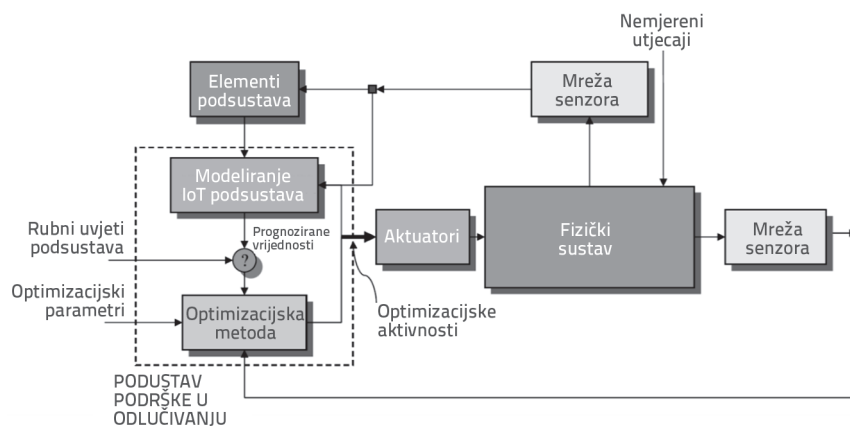 Nemjereni
utjecaji
Elementi
podsustava
Mreža
senzora
Modeliranje
IoT podsustava
Rubni uvjeti
podsustava
Prognozirane
vrijednosti
?
Aktuatori
Fizički
sustav
Mreža
senzora
Optimizacijski
parametri
Optimizacijska
metoda
Optimizacijske
aktivnosti
PODUSTAV
PODRŠKE U
ODLUČIVANJU